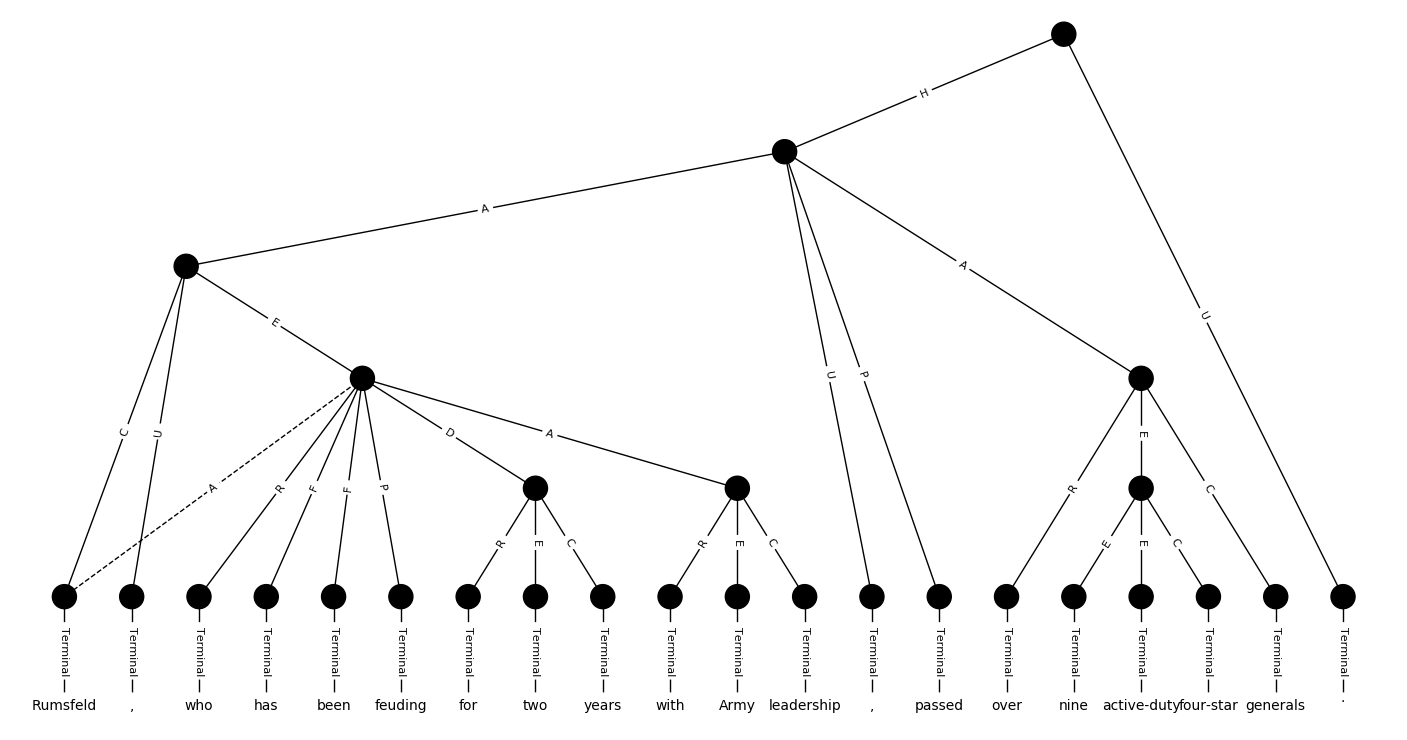 H
A
A
E
U
C
U
D
A
U
P
E
A
R
F
F
P
R
C
R
E
C
R
E
C
E
E
C
Terminal Terminal Terminal Terminal Terminal Terminal Terminal Terminal Terminal Terminal Terminal Terminal Terminal Terminal Terminal Terminal Terminal Terminal Terminal Terminal
Rumsfeld , who has been feuding for two years with Army leadership , passed over nine active-duty four-star generals .